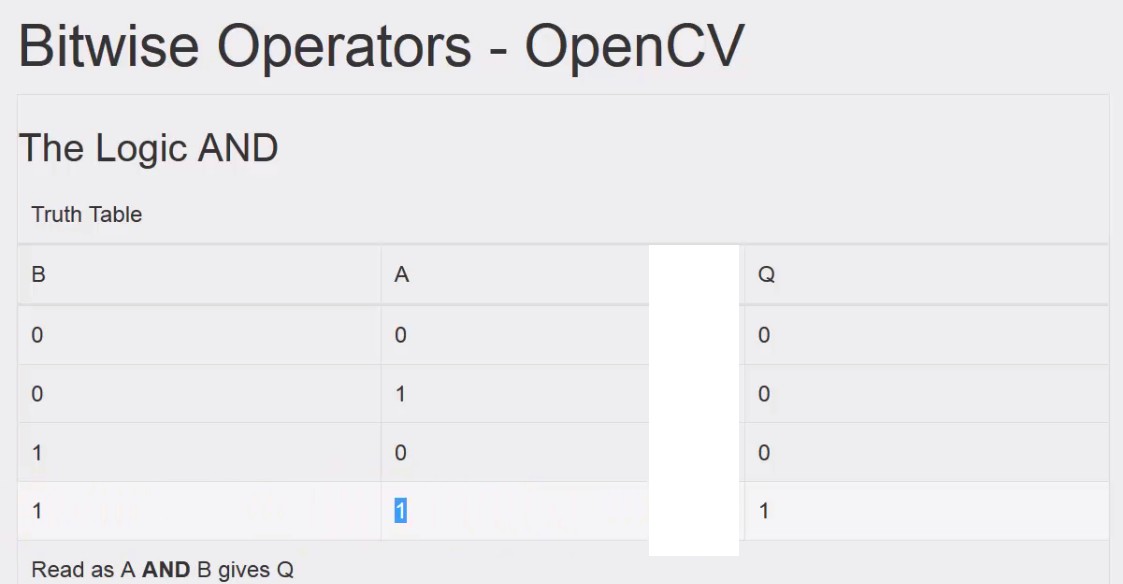 Bitwise Operators - OpenCV
The Logic AND
Truth Table
B A Q
0 0 0
0 1 0
1 0 0
1 1 1
Read as A AND B gives Q